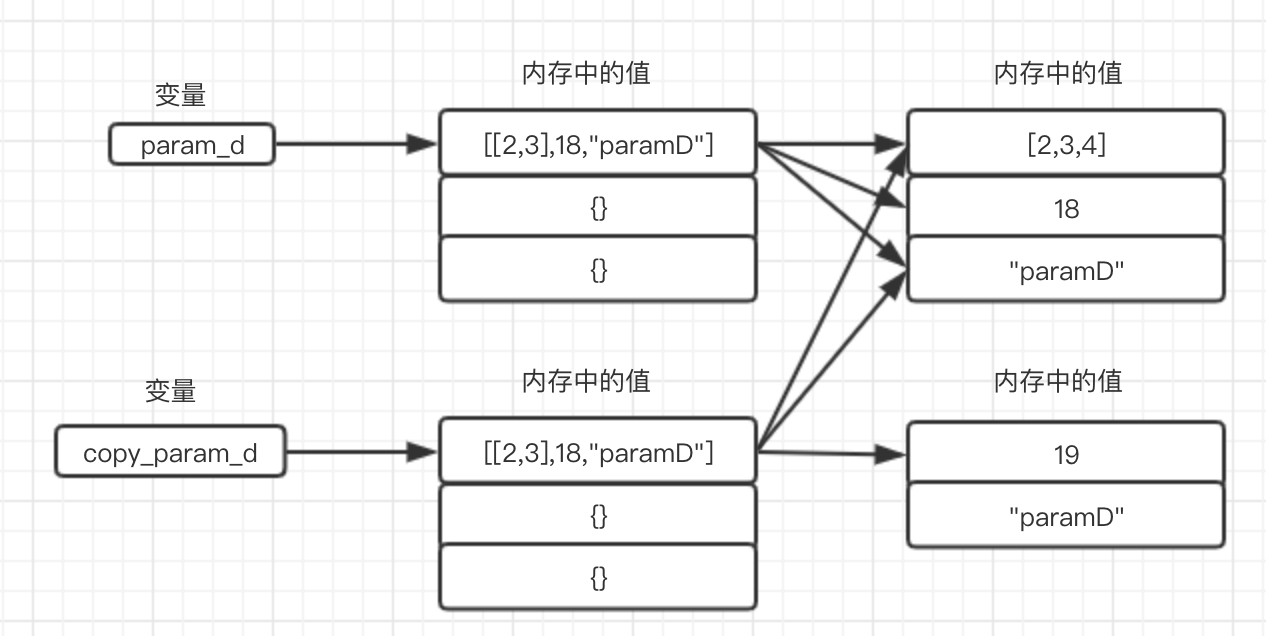 变量
param_d
内存中的值
[[2,3],18,"paramD"]
{}
{}
内存中的值
[2,3,4]
18
"paramD"
变量
copy_param_d
内存中的值
[[2,3],18,"paramD"]
{}
{}
内存中的值
19
"paramD"